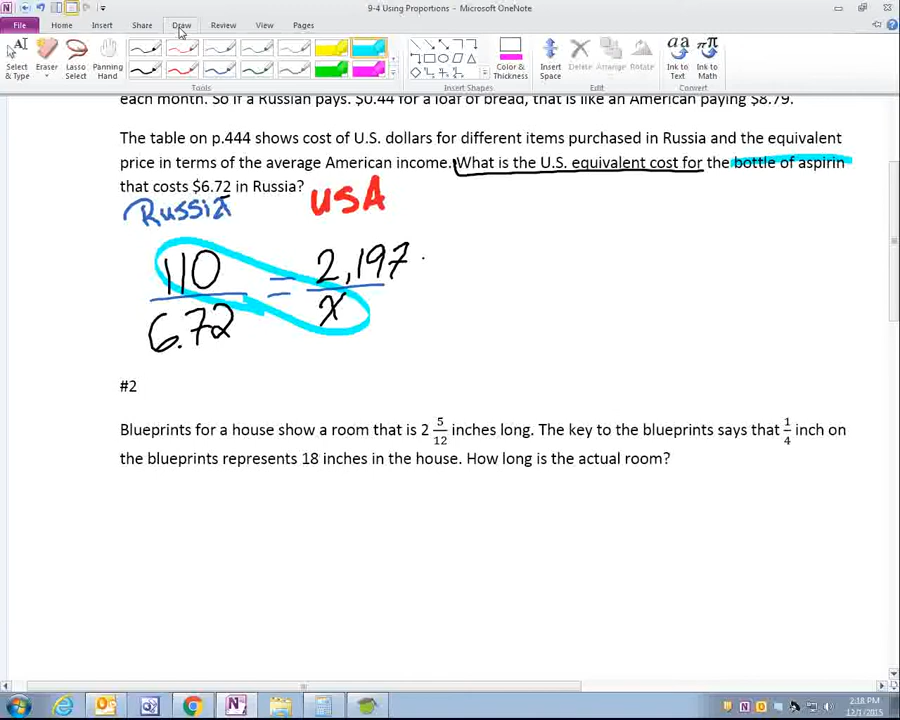 9-4 Using Proportions - Microsoft OneNote
File Home Insert Share Draw Review View Pages
Select & Type Eraser Lasso Select Panning Hand Color & Thickness Insert Space Delete Arrange Rotate Ink to Text Ink to Math
Tools Insert Shapes Edit Convert
each month. So if a Russian pays. $0.44 for a loaf of bread, that is like an American paying $8.79.
The table on p.444 shows cost of U.S. dollars for different items purchased in Russia and the equivalent
price in terms of the average American income. What is the U.S. equivalent cost for the bottle of aspirin
that costs $6.72 in Russia?
Russia USA
110 = 2,197
6.72 x
#2
Blueprints for a house show a room that is 2 5/12 inches long. The key to the blueprints says that 1/4 inch on
the blueprints represents 18 inches in the house. How long is the actual room?
2:18 PM
12/1/2015